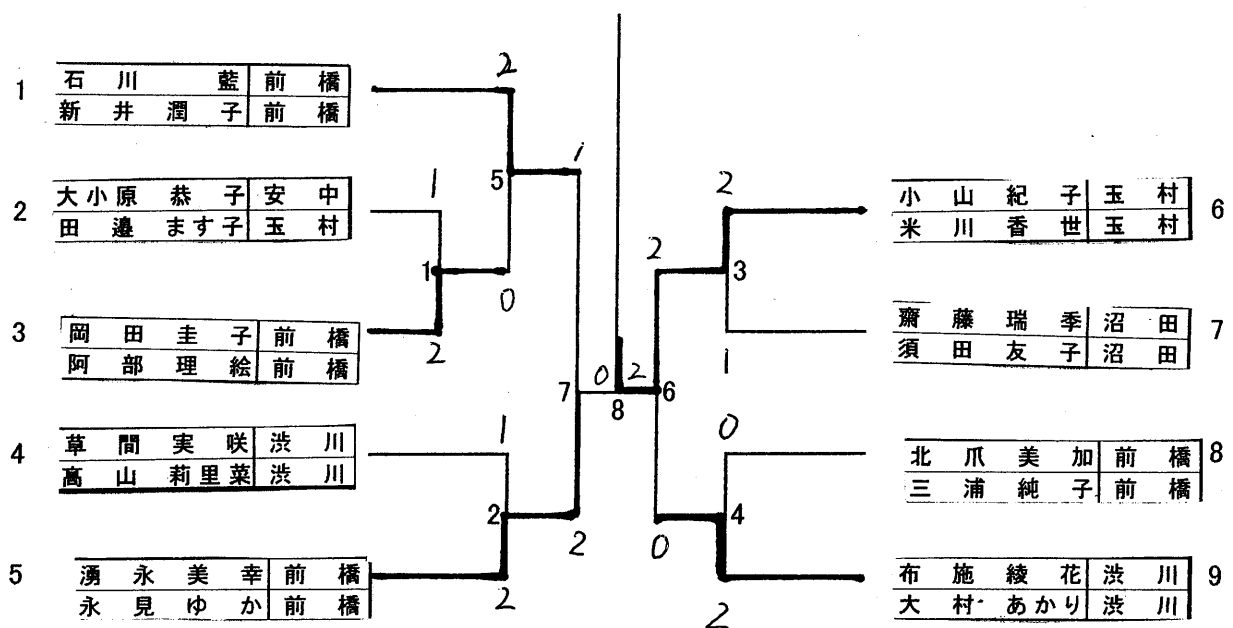 2
1
石川 藍 前橋
新井潤子 前橋
5
1
1
2
大小原恭子 安中
田邉ます子 玉村
1
0
3
岡田圭子 前橋
阿部理絵 前橋
2
7
0
2
8
4
草間実咲 渋川
高山莉里菜 渋川
1
2
2
5
湧永美幸 前橋
永見ゆか 前橋
2
2
小山紀子 玉村
米川香世 玉村
6
2
3
齋藤瑞季 沼田
須田友子 沼田
7
1
6
0
北爪美加 前橋
三浦純子 前橋
8
4
0
布施綾花 渋川
大村あかり 渋川
9
2